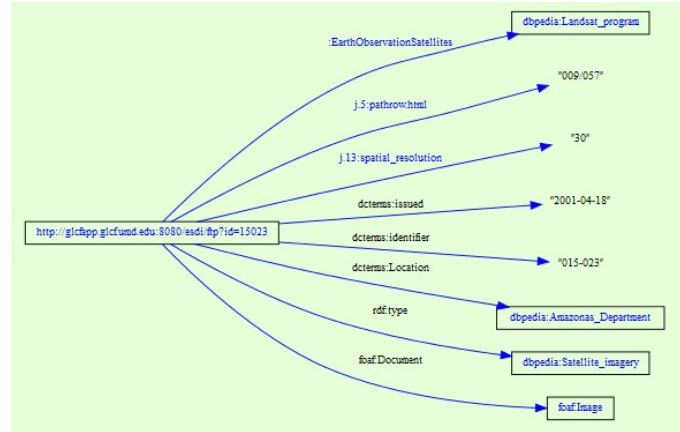 dbpedia:Landsat_program
:EarthObservationSatellites
"009/057"
j.5:pathrow.html
"30"
j.13:spatial_resolution
"2001-04-18"
dcterms:issued
http://glcfapp.glcf.umd.edu:8080/esdi/ftp?id=15023
dcterms:identifier
"015-023"
dcterms:Location
dbpedia:Amazonas_Department
rdf:type
dbpedia:Satellite_imagery
foaf:Document
foaf:Image